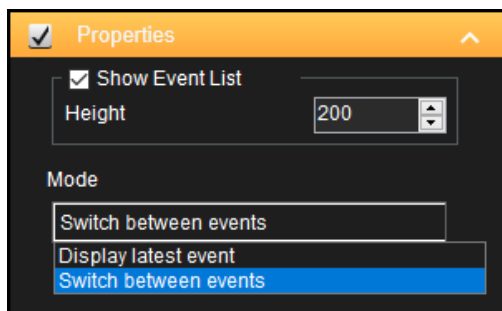 Properties
Show Event List
Height 200
Mode
Switch between events
Display latest event
Switch between events